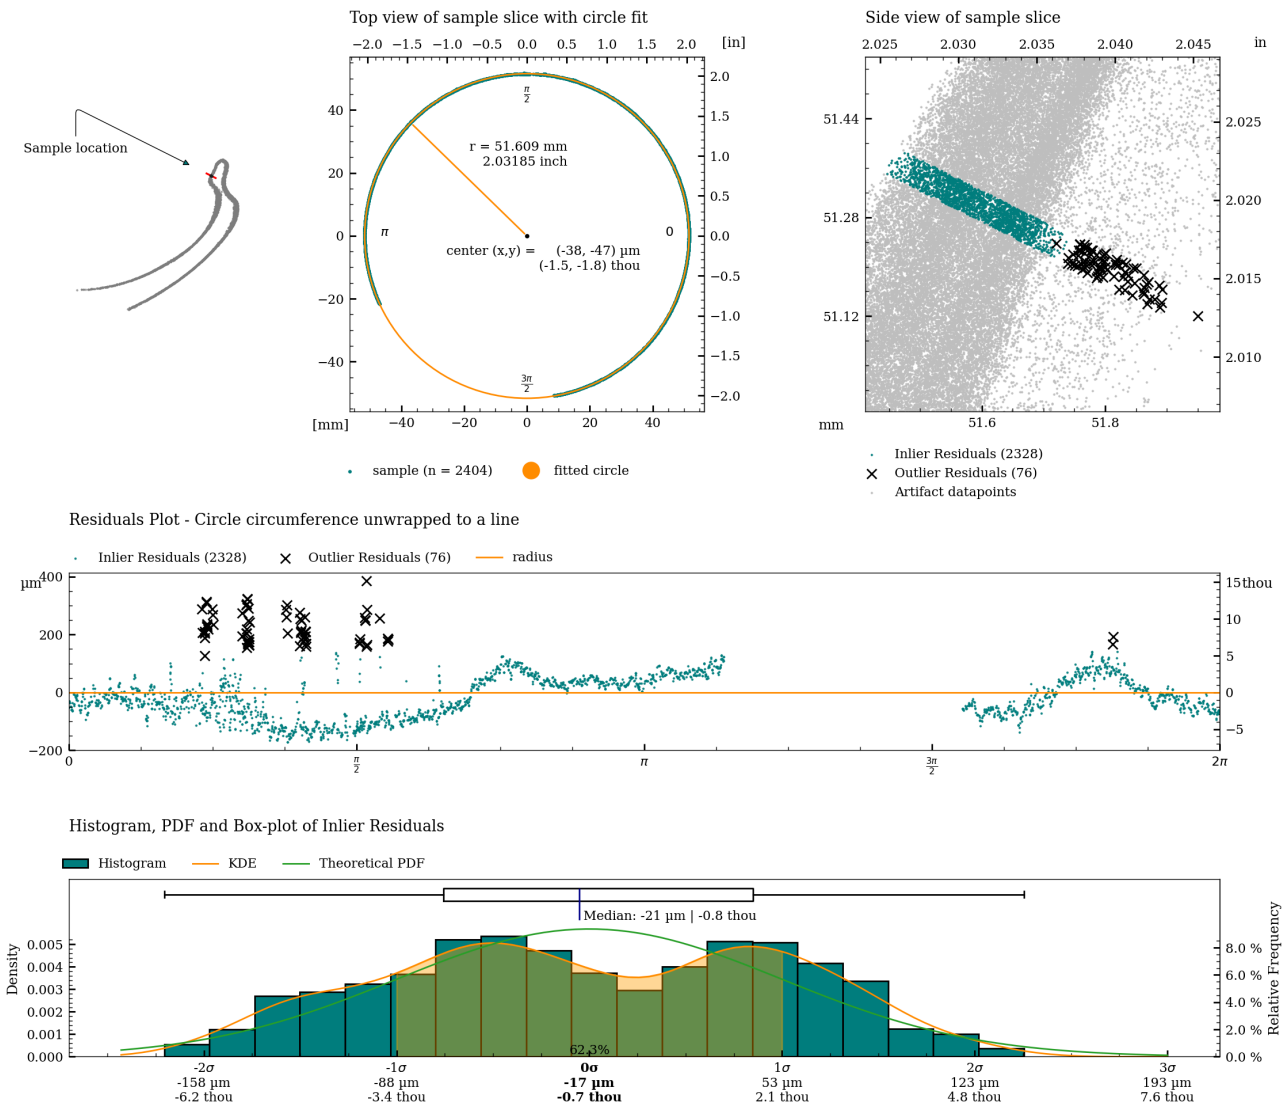 Top view of sample slice with circle fit
Side view of sample slice
−2.0 −1.5 −1.0 −0.5 0.0 0.5 1.0 1.5 2.0 [in]
2.025 2.030 2.035 2.040 2.045 in
Sample location
40
20
0
−20
−40
2.0
1.5
1.0
0.5
0.0
−0.5
−1.0
−1.5
−2.0
π/2
r = 51.609 mm
2.03185 inch
π
0
center (x,y) = (-38, -47) µm
(-1.5, -1.8) thou
3π/2
[mm] −40 −20 0 20 40
51.44
51.28
51.12
2.025
2.020
2.015
2.010
mm 51.6 51.8
sample (n = 2404) fitted circle
Inlier Residuals (2328)
Outlier Residuals (76)
Artifact datapoints
Residuals Plot - Circle circumference unwrapped to a line
Inlier Residuals (2328) Outlier Residuals (76) radius
µm
400
200
0
−200
15 thou
10
5
0
−5
0 π/2 π 3π/2 2π
Histogram, PDF and Box-plot of Inlier Residuals
Histogram KDE Theoretical PDF
Median: -21 µm | -0.8 thou
Density
0.005
0.004
0.003
0.002
0.001
0.000
Relative Frequency
8.0 %
6.0 %
4.0 %
2.0 %
0.0 %
62.3%
-2σ -1σ 0σ 1σ 2σ 3σ
-158 µm -88 µm -17 µm 53 µm 123 µm 193 µm
-6.2 thou -3.4 thou -0.7 thou 2.1 thou 4.8 thou 7.6 thou